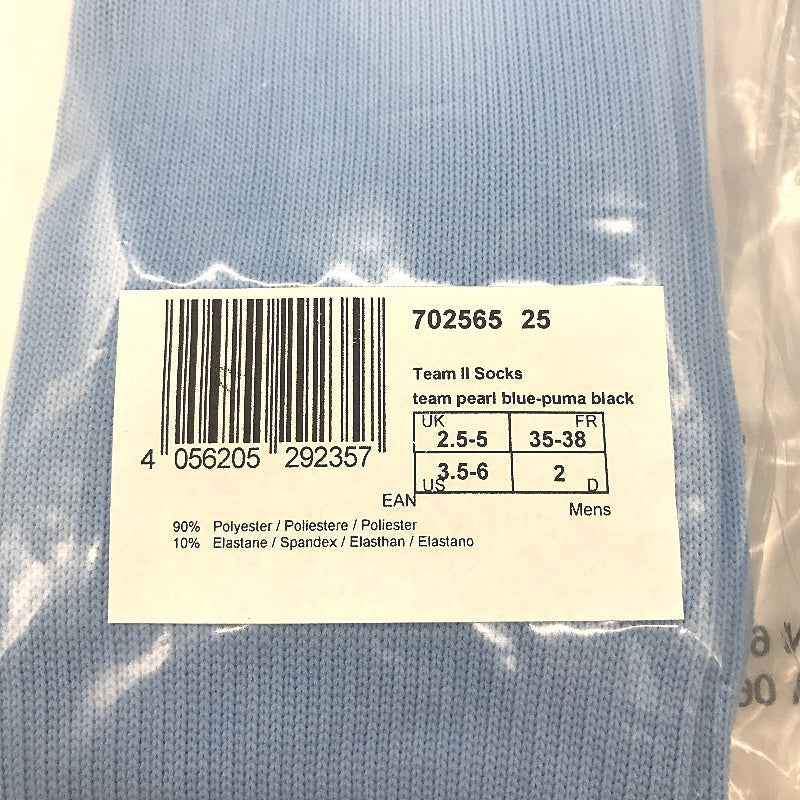 702565 25
Team II Socks
team pearl blue-puma black
UK 2.5-5 FR 35-38
US 3.5-6 D 2
Mens
4 056205 292357
EAN
90% Polyester / Poliestere / Poliester
10% Elastane / Spandex / Elasthan / Elastano